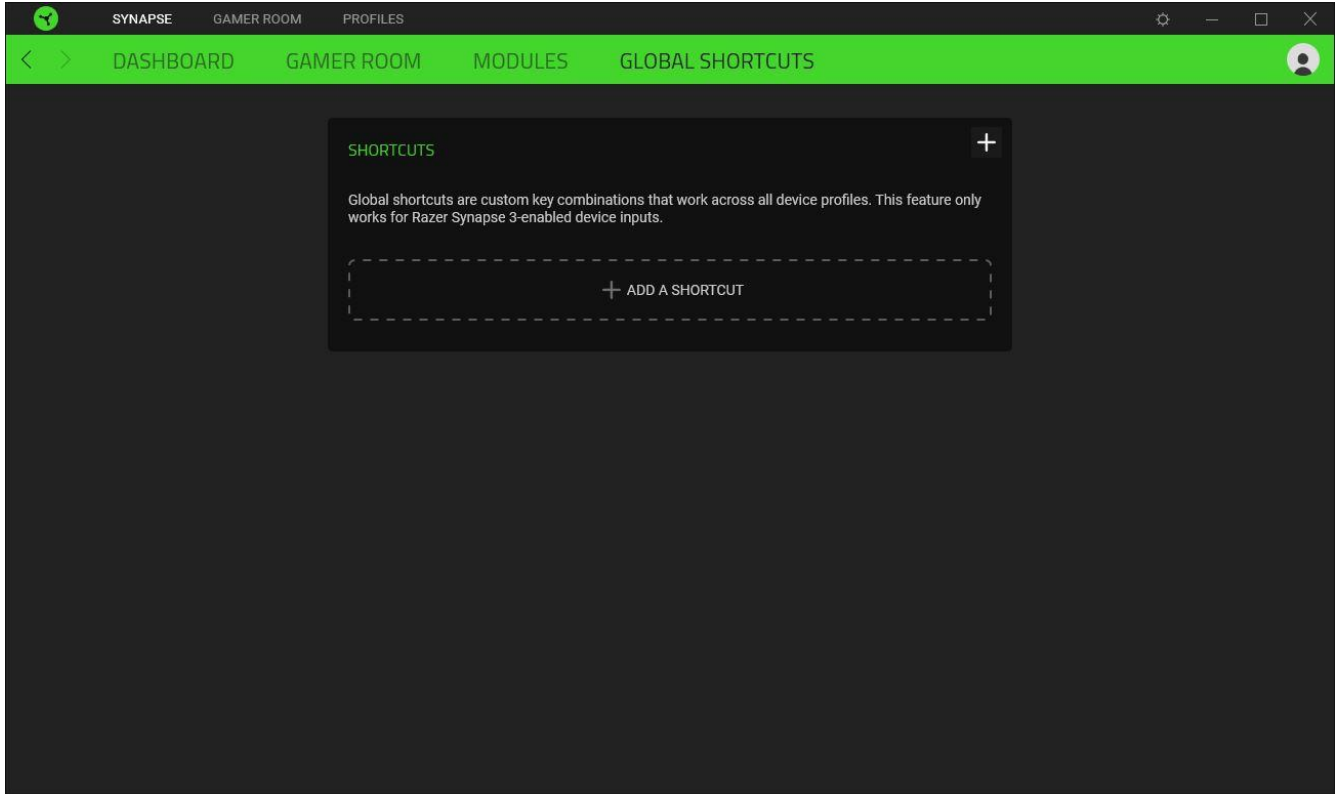 SYNAPSE GAMER ROOM PROFILES
DASHBOARD GAMER ROOM MODULES GLOBAL SHORTCUTS
SHORTCUTS
Global shortcuts are custom key combinations that work across all device profiles. This feature only
works for Razer Synapse 3-enabled device inputs.
ADD A SHORTCUT